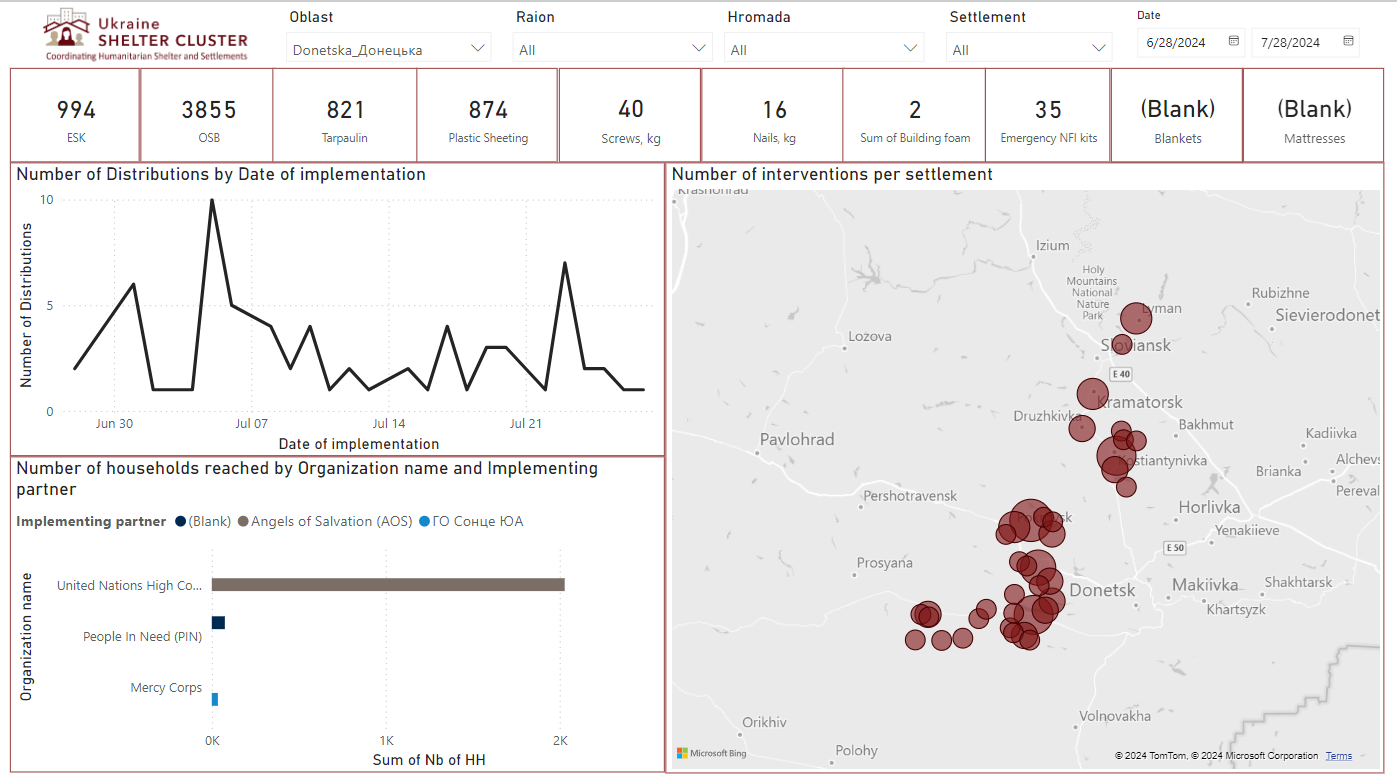 Ukraine
SHELTER CLUSTER
Coordinating Humanitarian Shelter and Settlements
Oblast
Donetska_Донецька
Raion
All
Hromada
All
Settlement
All
Date
6/28/2024
7/28/2024
994
ESK
3855
OSB
821
Tarpaulin
874
Plastic Sheeting
40
Screws, kg
16
Nails, kg
2
Sum of Building foam
35
Emergency NFI kits
(Blank)
Blankets
(Blank)
Mattresses
Number of Distributions by Date of implementation
Number of Distributions
10
5
0
Jun 30
Jul 07
Jul 14
Jul 21
Date of implementation
Number of households reached by Organization name and Implementing
partner
Implementing partner
(Blank)
Angels of Salvation (AOS)
ГО Сонце ЮА
Organization name
United Nations High Co...
People In Need (PIN)
Mercy Corps
0K
1K
2K
Sum of Nb of HH
Number of interventions per settlement
Izium
Holy
Mountains
National
Nature
Park
Lyman
Rubizhne
Sievierodonet
Lozova
Sloviansk
E 40
Kramatorsk
Druzhkivka
Bakhmut
Pavlohrad
Kadiivka
Kostiantynivka
Alchevs
Brianka
Pereval
Pershotravensk
Horlivka
sk
Yenakiieve
E 50
Prosyana
Donetsk
Makiivka
Shakhtarsk
Khartsyzk
Volnovakha
Orikhiv
Polohy
Microsoft Bing
© 2024 TomTom, © 2024 Microsoft Corporation
Terms